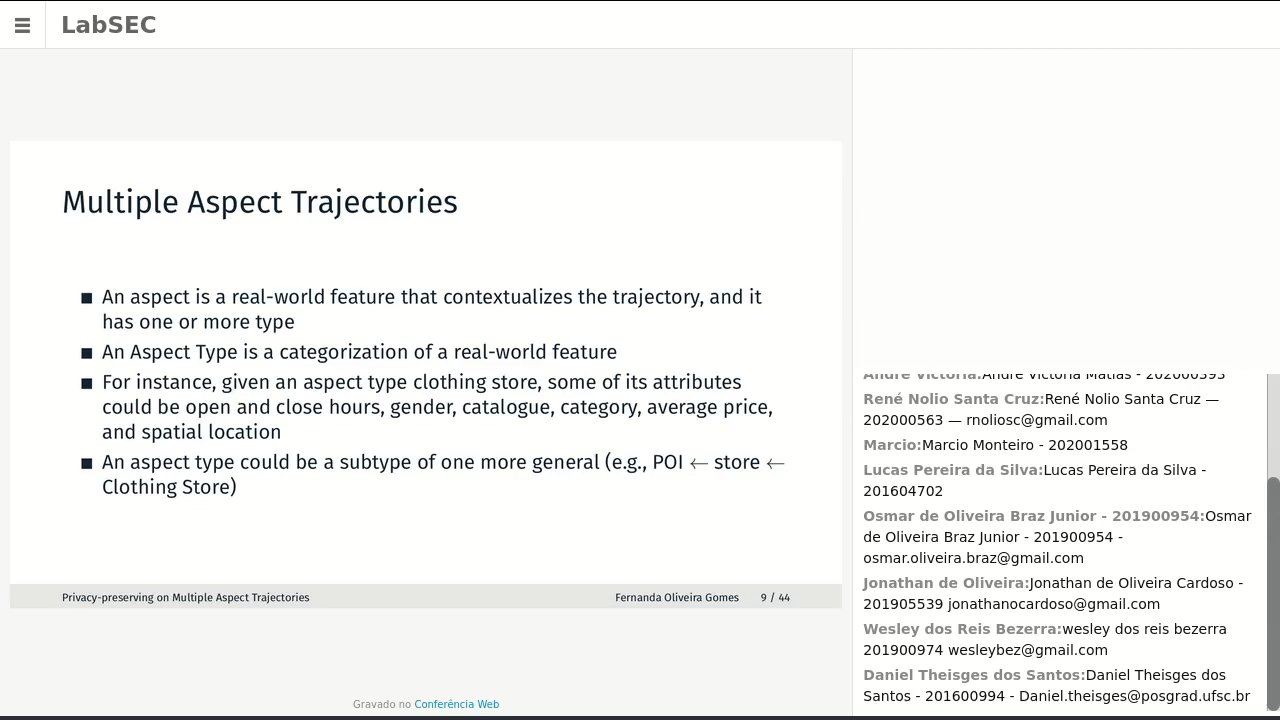 LabSEC
Multiple Aspect Trajectories
■ An aspect is a real-world feature that contextualizes the trajectory, and it
has one or more type
■ An Aspect Type is a categorization of a real-world feature
■ For instance, given an aspect type clothing store, some of its attributes
could be open and close hours, gender, catalogue, category, average price,
and spatial location
■ An aspect type could be a subtype of one more general (e.g., POI ← store ←
Clothing Store)
Privacy-preserving on Multiple Aspect Trajectories
Fernanda Oliveira Gomes
9 / 44
Gravado no Conferência Web
André Victória:André Victória Matias - 202000393
René Nolio Santa Cruz:René Nolio Santa Cruz —
202000563 — rnoliosc@gmail.com
Marcio:Marcio Monteiro - 202001558
Lucas Pereira da Silva:Lucas Pereira da Silva -
201604702
Osmar de Oliveira Braz Junior - 201900954:Osmar
de Oliveira Braz Junior - 201900954 -
osmar.oliveira.braz@gmail.com
Jonathan de Oliveira:Jonathan de Oliveira Cardoso -
201905539 jonathanocardoso@gmail.com
Wesley dos Reis Bezerra:wesley dos reis bezerra
201900974 wesleybez@gmail.com
Daniel Theisges dos Santos:Daniel Theisges dos
Santos - 201600994 - Daniel.theisges@posgrad.ufsc.br